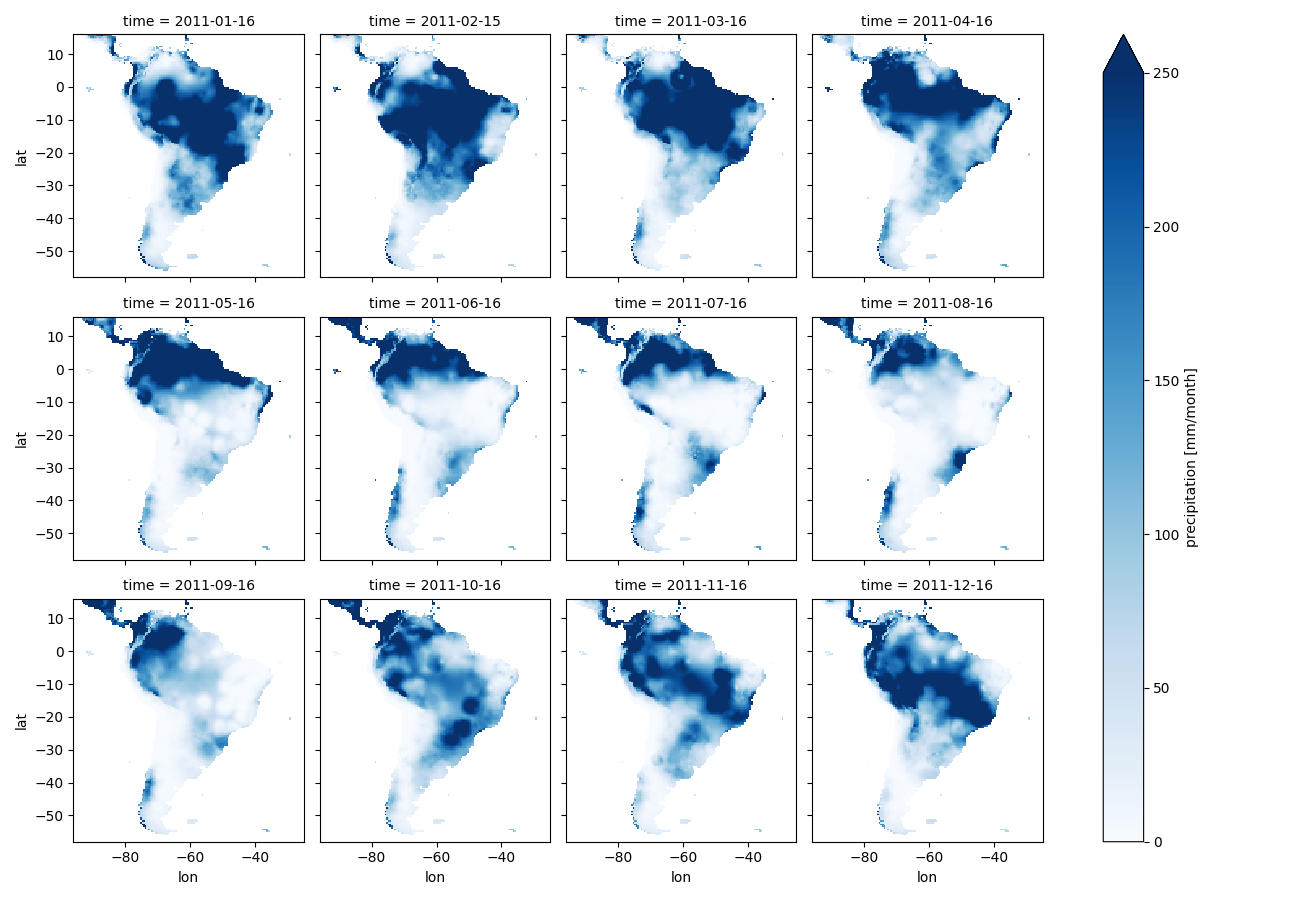 time = 2011-01-16
time = 2011-02-15
time = 2011-03-16
time = 2011-04-16
10
0
−10
−20
−30
−40
−50
lat
250
200
150
100
50
0
precipitation [mm/month]
time = 2011-05-16
time = 2011-06-16
time = 2011-07-16
time = 2011-08-16
10
0
−10
−20
−30
−40
−50
lat
time = 2011-09-16
time = 2011-10-16
time = 2011-11-16
time = 2011-12-16
10
0
−10
−20
−30
−40
−50
lat
−80 −60 −40
−80 −60 −40
−80 −60 −40
−80 −60 −40
lon
lon
lon
lon